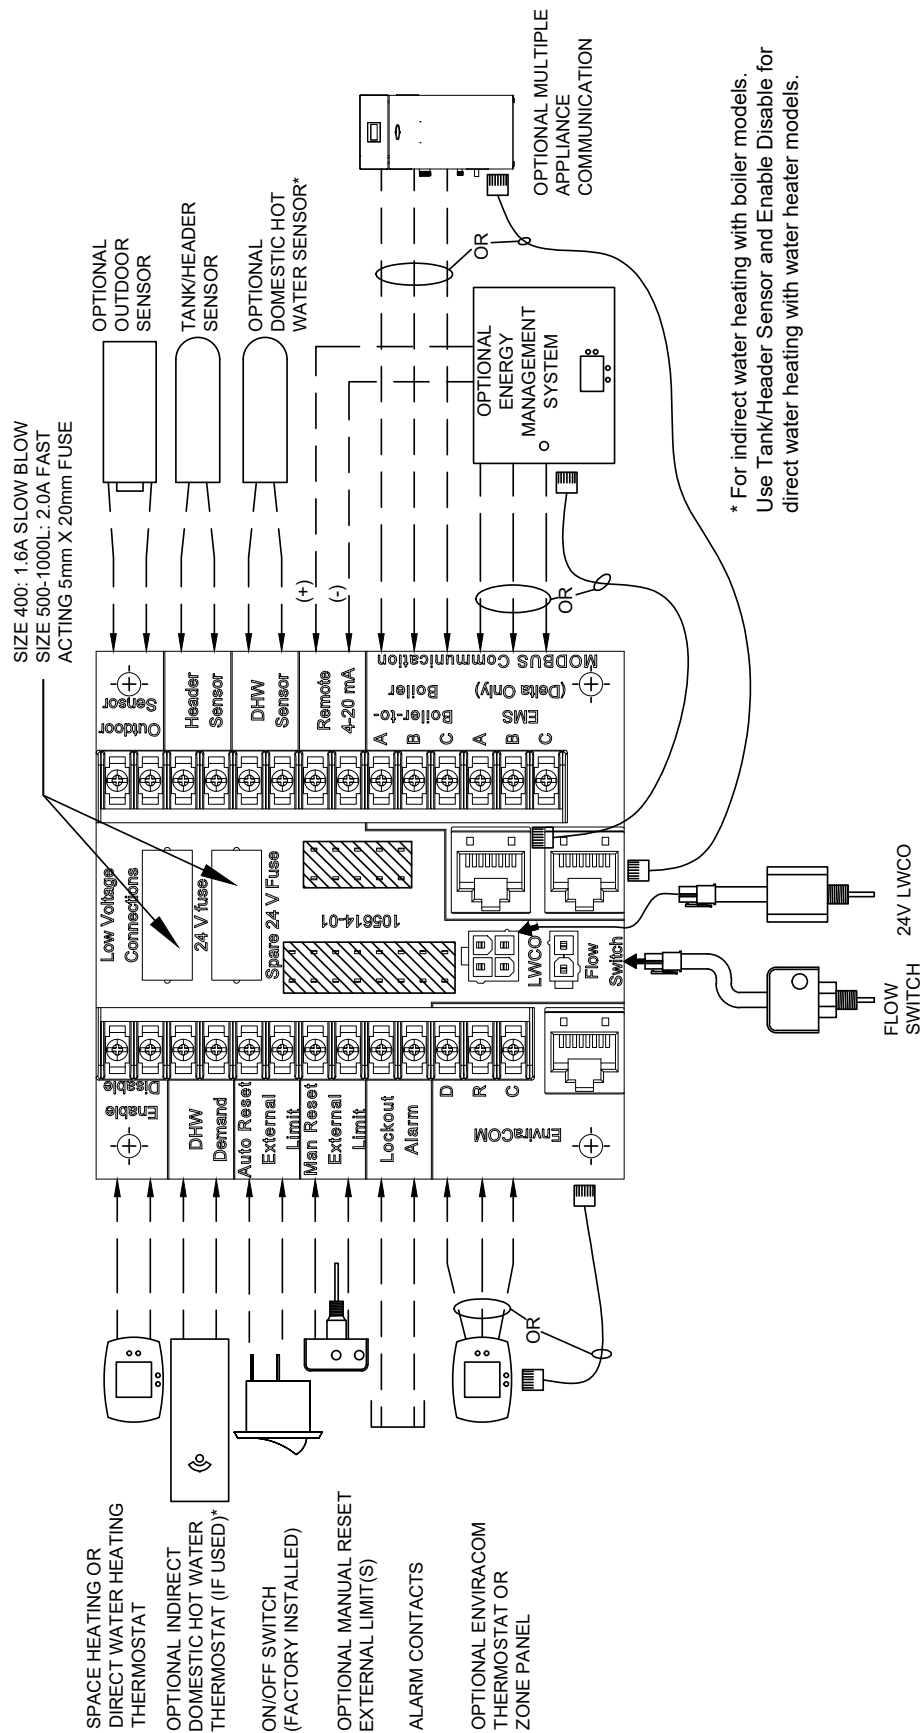 SIZE 400: 1.6A SLOW BLOW
SIZE 500-1000L: 2.0A FAST
ACTING 5mm X 20mm FUSE
OPTIONAL
OUTDOOR
SENSOR
TANK/HEADER
SENSOR
OPTIONAL
DOMESTIC HOT
WATER SENSOR*
OPTIONAL MULTIPLE
APPLIANCE
COMMUNICATION
OR
OPTIONAL
ENERGY
MANAGEMENT
SYSTEM
(+)
(-)
OR
* For indirect water heating with boiler models.
Use Tank/Header Sensor and Enable Disable for
direct water heating with water heater models.
Outdoor
Sensor
Header
Sensor
DHW
Sensor
Remote
4-20 mA
Boiler-to-
Boiler
A
B
C
EMS
(Delta Only)
A
B
C
MODBUS Communication
Low Voltage
Connections
24 V fuse
Spare 24 V Fuse
105614-01
LWCO
Flow
Switch
Enable
Disable
DHW
Demand
Auto Reset
External
Limit
Man Reset
External
Limit
Lockout
Alarm
D
R
C
EnviraCOM
24V LWCO
FLOW
SWITCH
OR
SPACE HEATING OR
DIRECT WATER HEATING
THERMOSTAT
OPTIONAL INDIRECT
DOMESTIC HOT WATER
THERMOSTAT (IF USED)*
ON/OFF SWITCH
(FACTORY INSTALLED)
OPTIONAL MANUAL RESET
EXTERNAL LIMIT(S)
ALARM CONTACTS
OPTIONAL ENVIRACOM
THERMOSTAT OR
ZONE PANEL